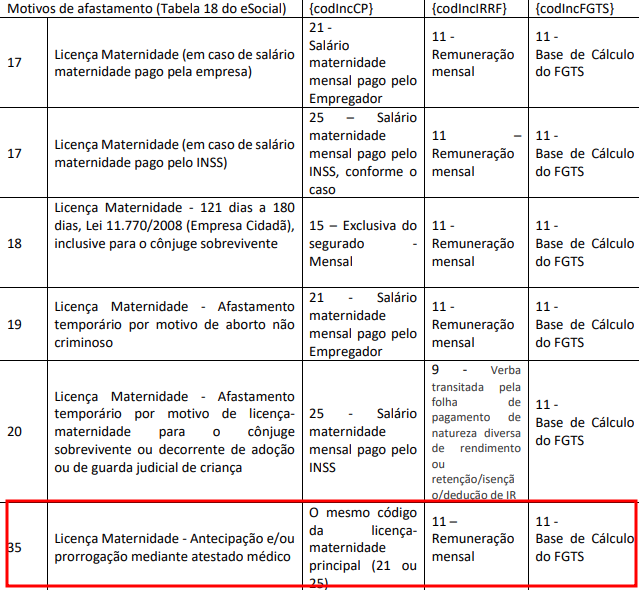 Motivos de afastamento (Tabela 18 do eSocial)
{codIncCP}
{codIncIRRF}
{codIncFGTS}
17
Licença Maternidade (em caso de salário
maternidade pago pela empresa)
21 -
Salário
maternidade
mensal pago pelo
Empregador
11 -
Remuneração
mensal
11 -
Base de Cálculo
do FGTS
17
Licença Maternidade (em caso de salário
maternidade pago pelo INSS)
25 – Salário
maternidade
mensal pago pelo
INSS, conforme o
caso
11 –
Remuneração
mensal
11 -
Base de Cálculo
do FGTS
18
Licença Maternidade - 121 dias a 180
dias, Lei 11.770/2008 (Empresa Cidadã),
inclusive para o cônjuge sobrevivente
15 – Exclusiva do
segurado -
Mensal
11 -
Remuneração
mensal
11 -
Base de Cálculo
do FGTS
19
Licença Maternidade - Afastamento
temporário por motivo de aborto não
criminoso
21 - Salário
maternidade
mensal pago pelo
Empregador
11 -
Remuneração
mensal
11 -
Base de Cálculo
do FGTS
20
Licença Maternidade - Afastamento
temporário por motivo de licença-
maternidade para o cônjuge
sobrevivente ou decorrente de adoção
ou de guarda judicial de criança
25 - Salário
maternidade
mensal pago pelo
INSS
9 - Verba
transitada pela
folha de
pagamento de
natureza diversa
de rendimento
ou
retenção/isençã
o/dedução de IR
11 -
Base de Cálculo
do FGTS
35
Licença Maternidade - Antecipação e/ou
prorrogação mediante atestado médico
O mesmo código
da licença-
maternidade
principal (21 ou
25)
11 –
Remuneração
mensal
11 -
Base de Cálculo
do FGTS